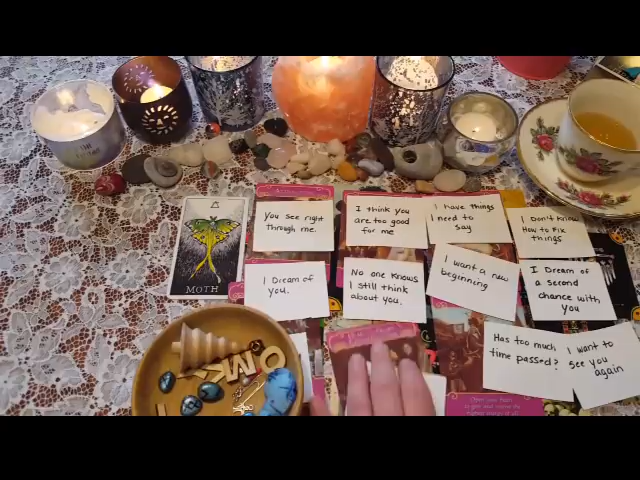 You see right
through me.
I think you
are too good
for me
I have things
I need to
say
I Don't Know
How to Fix
things
MOTH
I Dream of
you.
No one Knows
I still think
about you.
I want a new
beginning
I Dream of
a second
chance with
you
Has too much
time passed?
I want to
see you
again